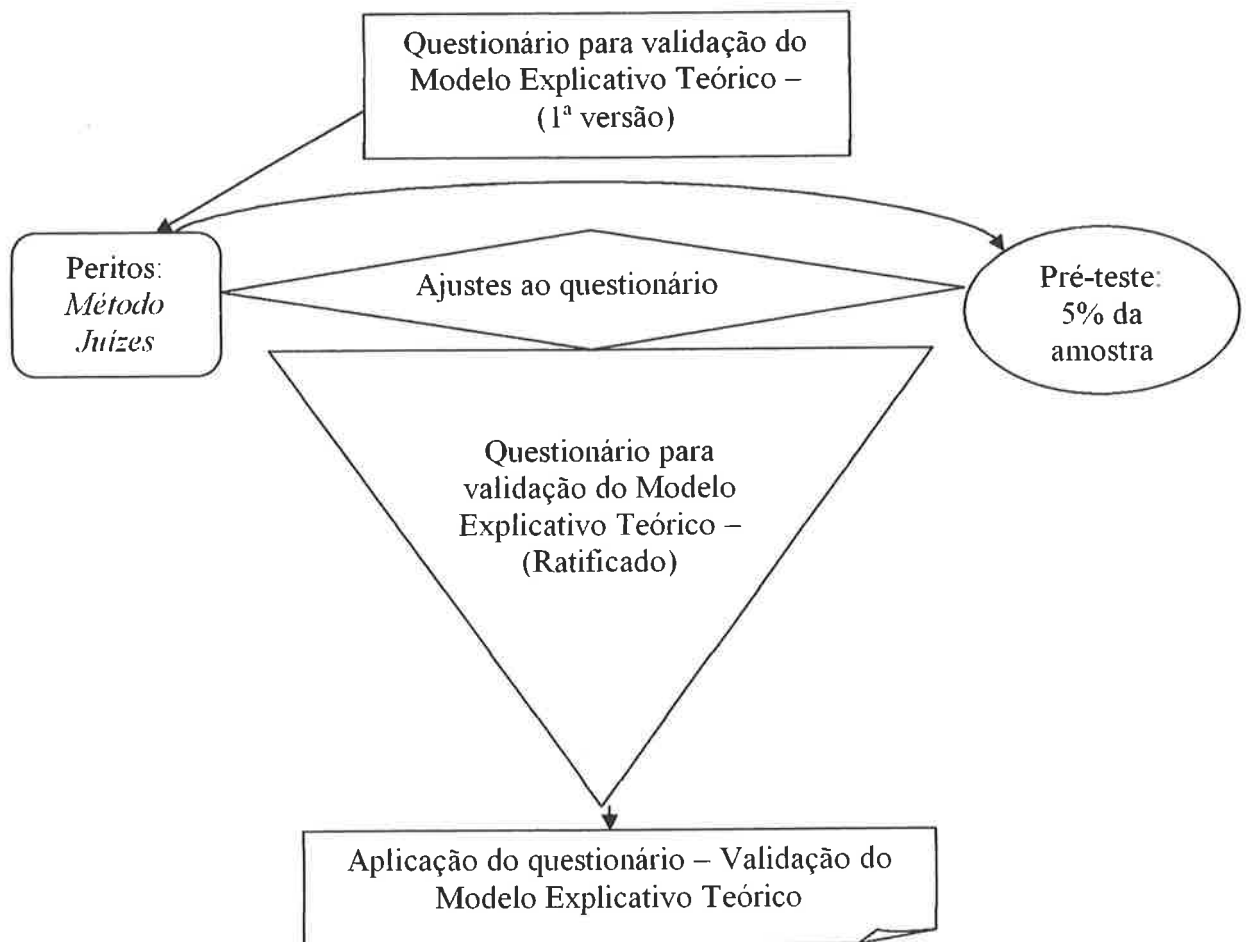 Questionário para validação do
Modelo Explicativo Teórico –
(1ª versão)
Peritos:
Método
Juízes
Ajustes ao questionário
Pré-teste:
5% da
amostra
Questionário para
validação do Modelo
Explicativo Teórico –
(Ratificado)
Aplicação do questionário – Validação do
Modelo Explicativo Teórico